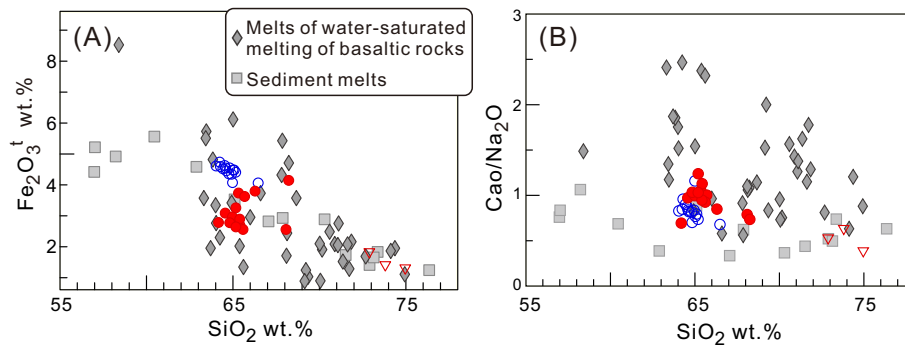 (A)
Melts of water-saturated
melting of basaltic rocks
Sediment melts
8
6
4
2
Fe2O3t wt.%
55
65
75
SiO2 wt.%
(B)
3
2
1
0
Cao/Na2O
55
65
75
SiO2 wt.%